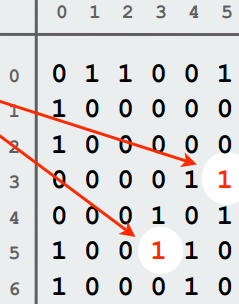 0 1 2 3 4 5
0 0 1 1 0 0 1
1 1 0 0 0 0 0
2 1 0 0 0 0 0
3 0 0 0 0 1 1
4 0 0 0 1 0 1
5 1 0 0 1 1 0
6 1 0 0 0 1 0